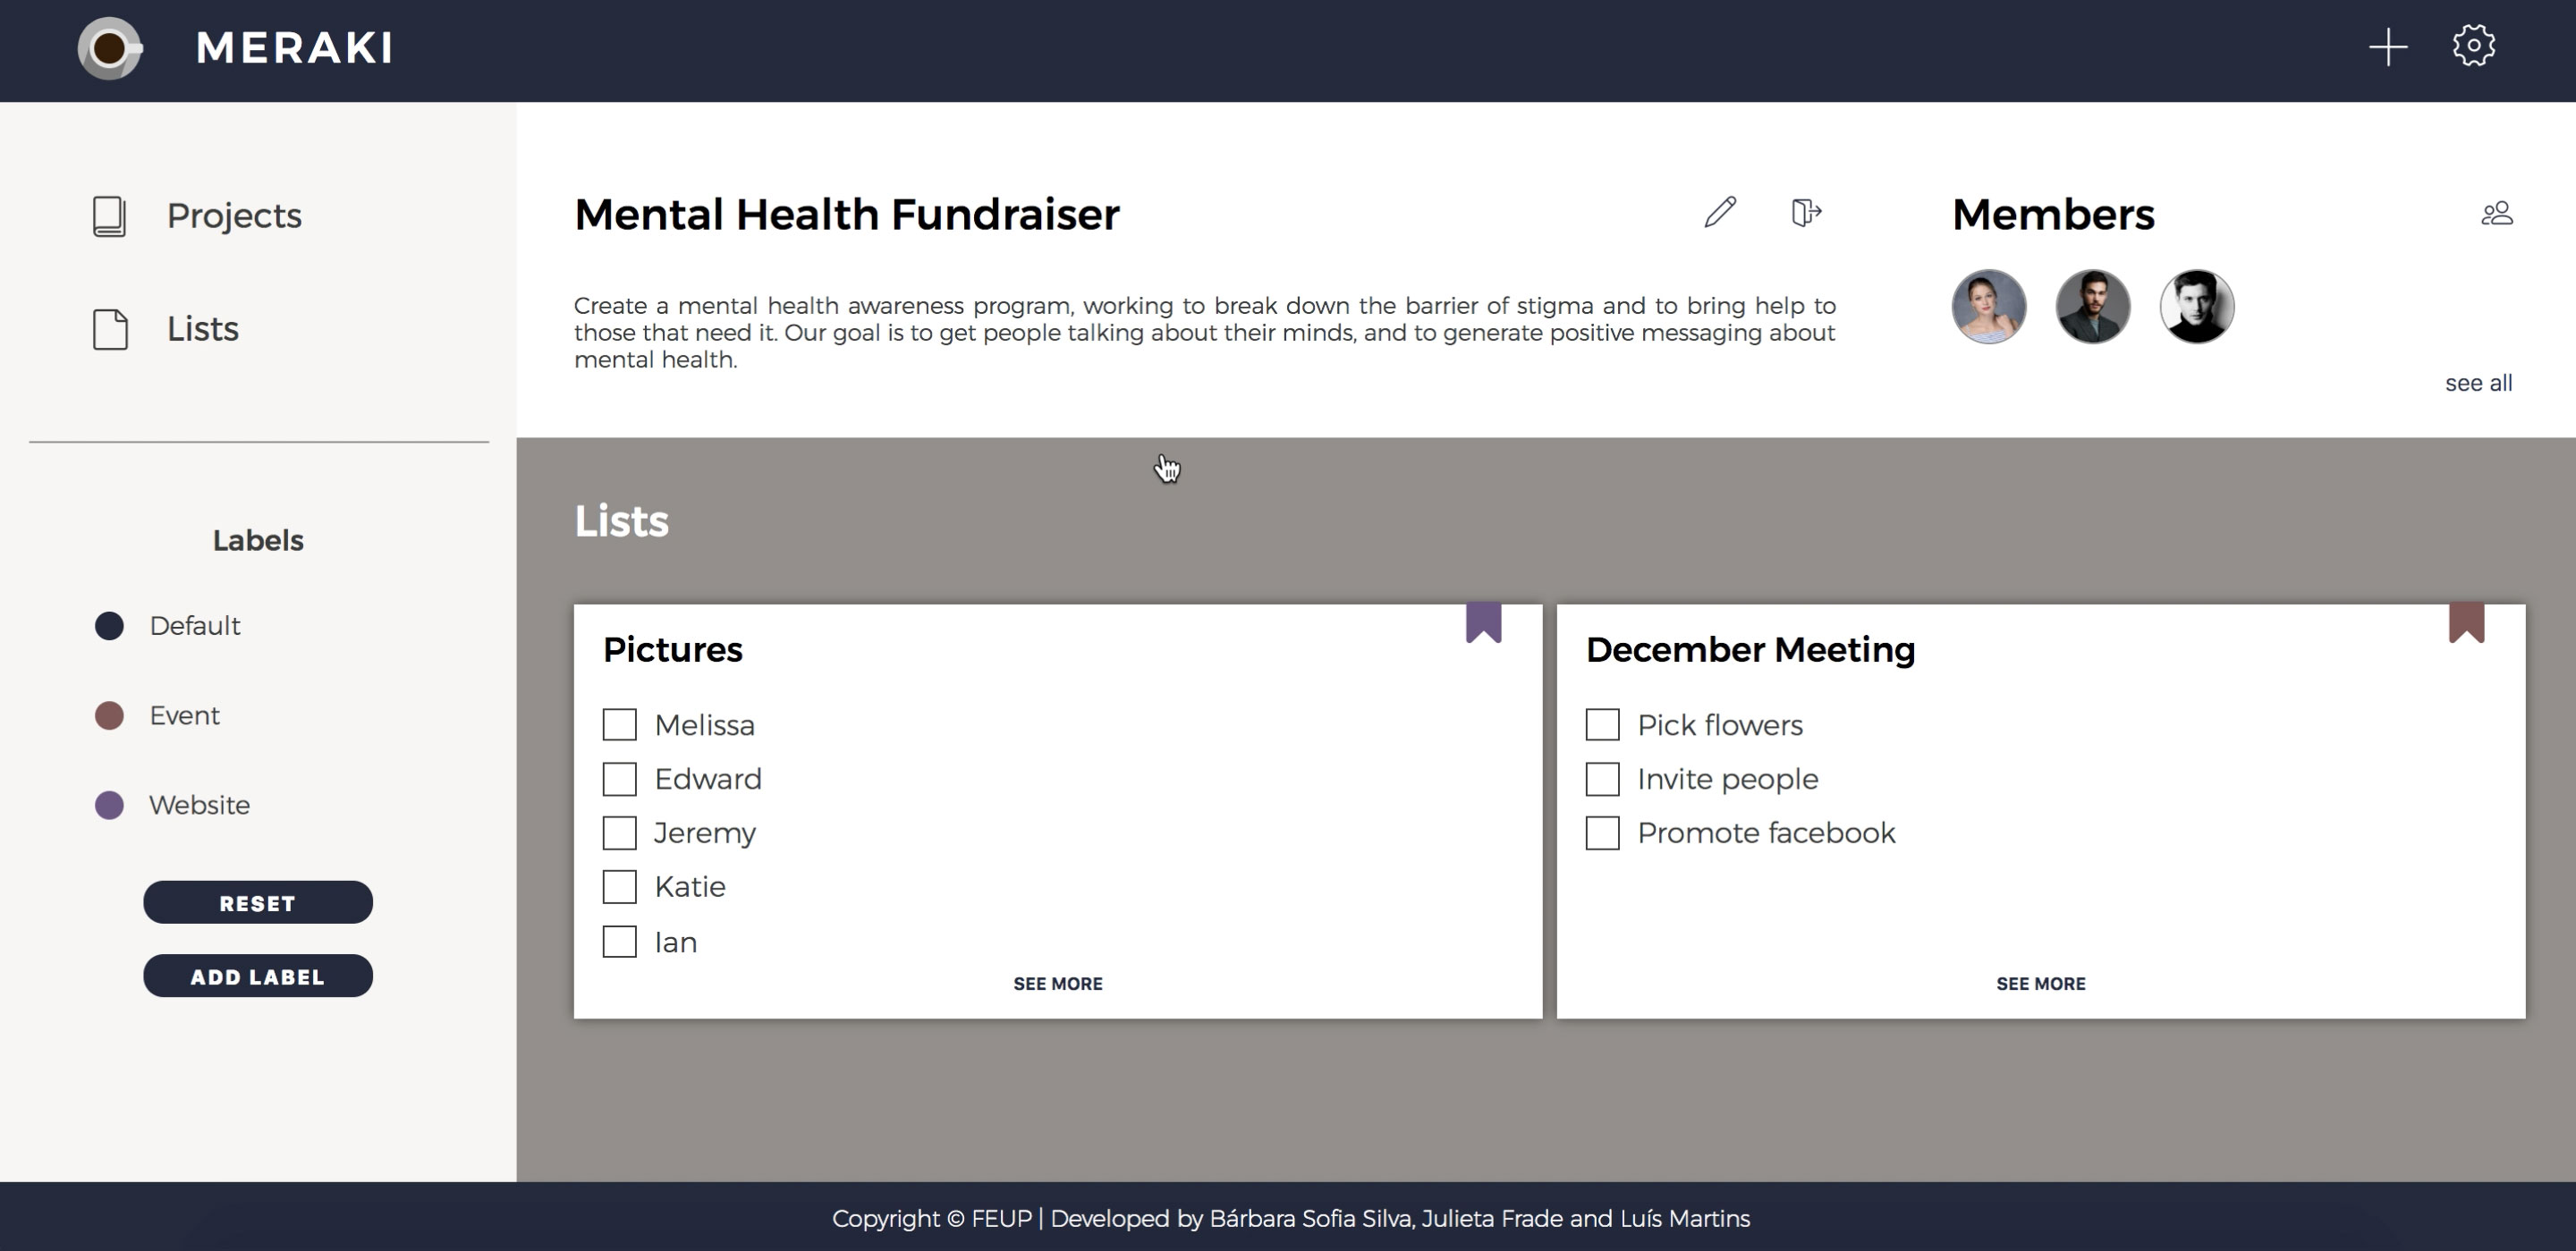 MERAKI
Projects
Lists
Labels
Default
Event
Website
RESET
ADD LABEL
Mental Health Fundraiser
Create a mental health awareness program, working to break down the barrier of stigma and to bring help to
those that need it. Our goal is to get people talking about their minds, and to generate positive messaging about
mental health.
Members
see all
Lists
Pictures
Melissa
Edward
Jeremy
Katie
Ian
SEE MORE
December Meeting
Pick flowers
Invite people
Promote facebook
SEE MORE
Copyright © FEUP | Developed by Bárbara Sofia Silva, Julieta Frade and Luís Martins